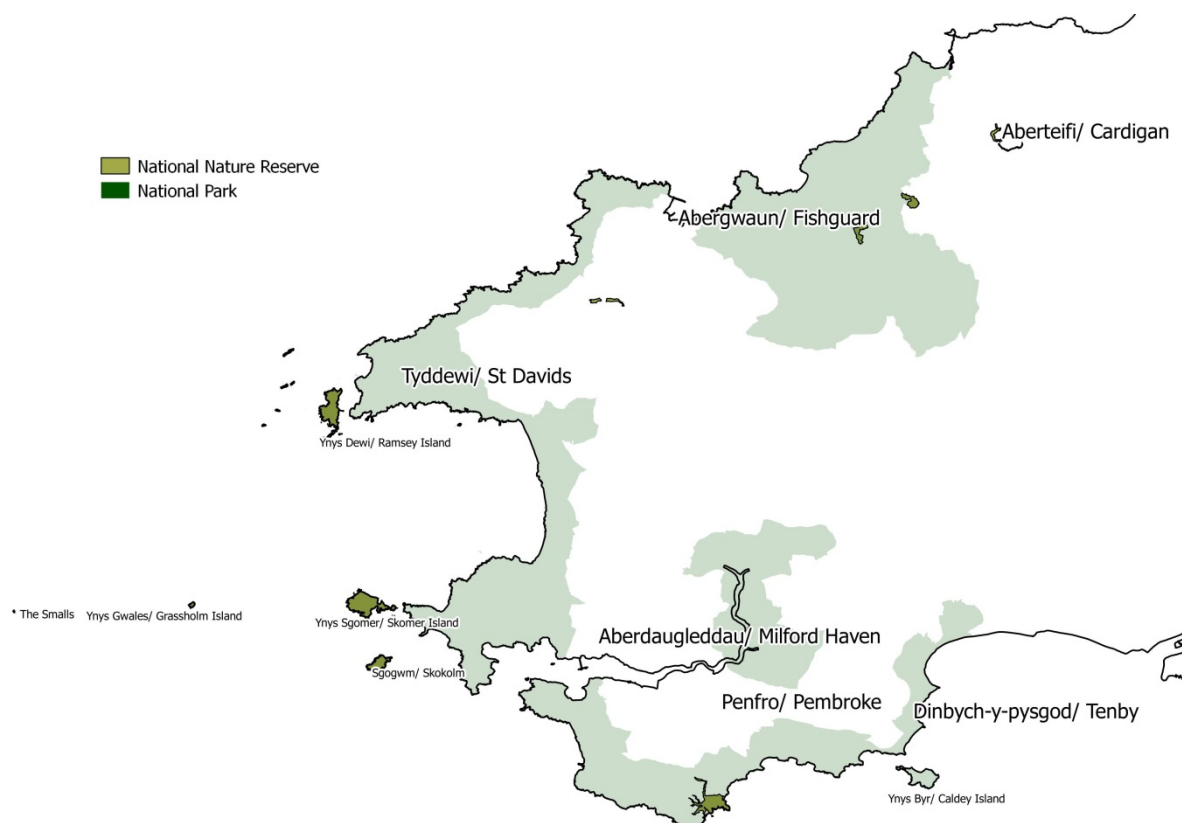 Aberteifi/ Cardigan
National Nature Reserve
National Park
Abergwaun/ Fishguard
Tyddewi/ St Davids
Ynys Dewi/ Ramsey Island
The Smalls
Ynys Gwales/ Grassholm Island
Ynys Sgomer/ Skomer Island
Aberdaugleddau/ Milford Haven
Sgogwm/ Skokolm
Penfro/ Pembroke
Dinbych-y-pysgod/ Tenby
Ynys Byr/ Caldey Island